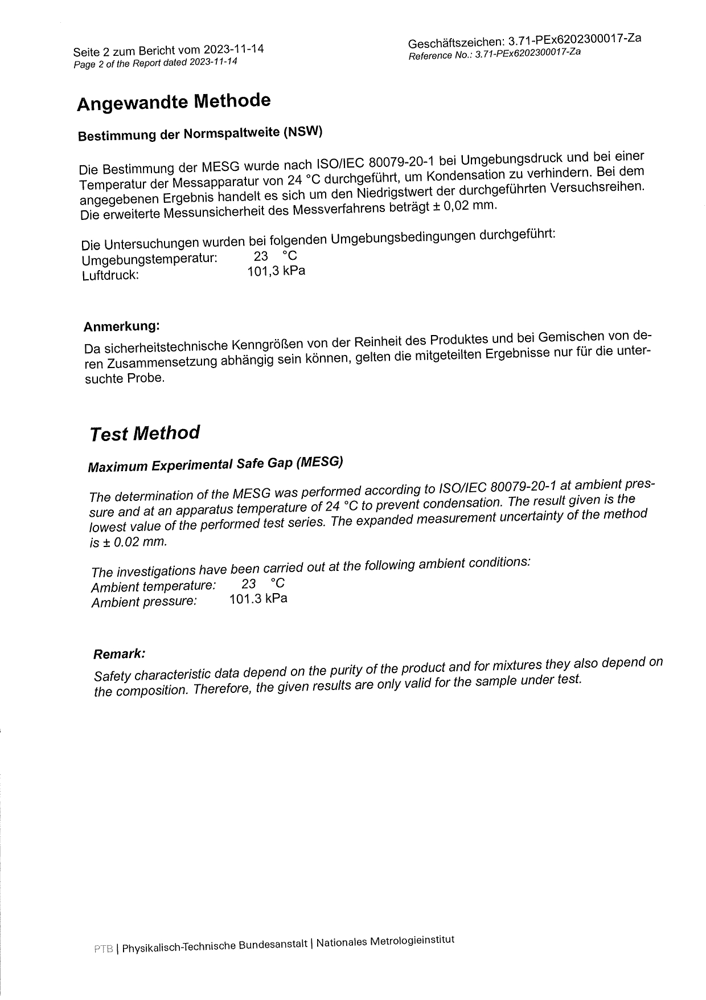 Seite 2 zum Bericht vom 2023-11-14
Page 2 of the Report dated 2023-11-14
Geschäftszeichen: 3.71-PEx6202300017-Za
Reference No.: 3.71-PEx6202300017-Za
Angewandte Methode
Bestimmung der Normspaltweite (NSW)
Die Bestimmung der MESG wurde nach ISO/IEC 80079-20-1 bei Umgebungsdruck und bei einer
Temperatur der Messapparatur von 24 °C durchgeführt, um Kondensation zu verhindern. Bei dem
angegebenen Ergebnis handelt es sich um den Niedrigstwert der durchgeführten Versuchsreihen.
Die erweiterte Messunsicherheit des Messverfahrens beträgt ± 0,02 mm.
Die Untersuchungen wurden bei folgenden Umgebungsbedingungen durchgeführt:
Umgebungstemperatur: 23 °C
Luftdruck: 101,3 kPa
Anmerkung:
Da sicherheitstechnische Kenngrößen von der Reinheit des Produktes und bei Gemischen von de-
ren Zusammensetzung abhängig sein können, gelten die mitgeteilten Ergebnisse nur für die unter-
suchte Probe.
Test Method
Maximum Experimental Safe Gap (MESG)
The determination of the MESG was performed according to ISO/IEC 80079-20-1 at ambient pres-
sure and at an apparatus temperature of 24 °C to prevent condensation. The result given is the
lowest value of the performed test series. The expanded measurement uncertainty of the method
is ± 0.02 mm.
The investigations have been carried out at the following ambient conditions:
Ambient temperature: 23 °C
Ambient pressure: 101.3 kPa
Remark:
Safety characteristic data depend on the purity of the product and for mixtures they also depend on
the composition. Therefore, the given results are only valid for the sample under test.
PTB | Physikalisch-Technische Bundesanstalt | Nationales Metrologieinstitut